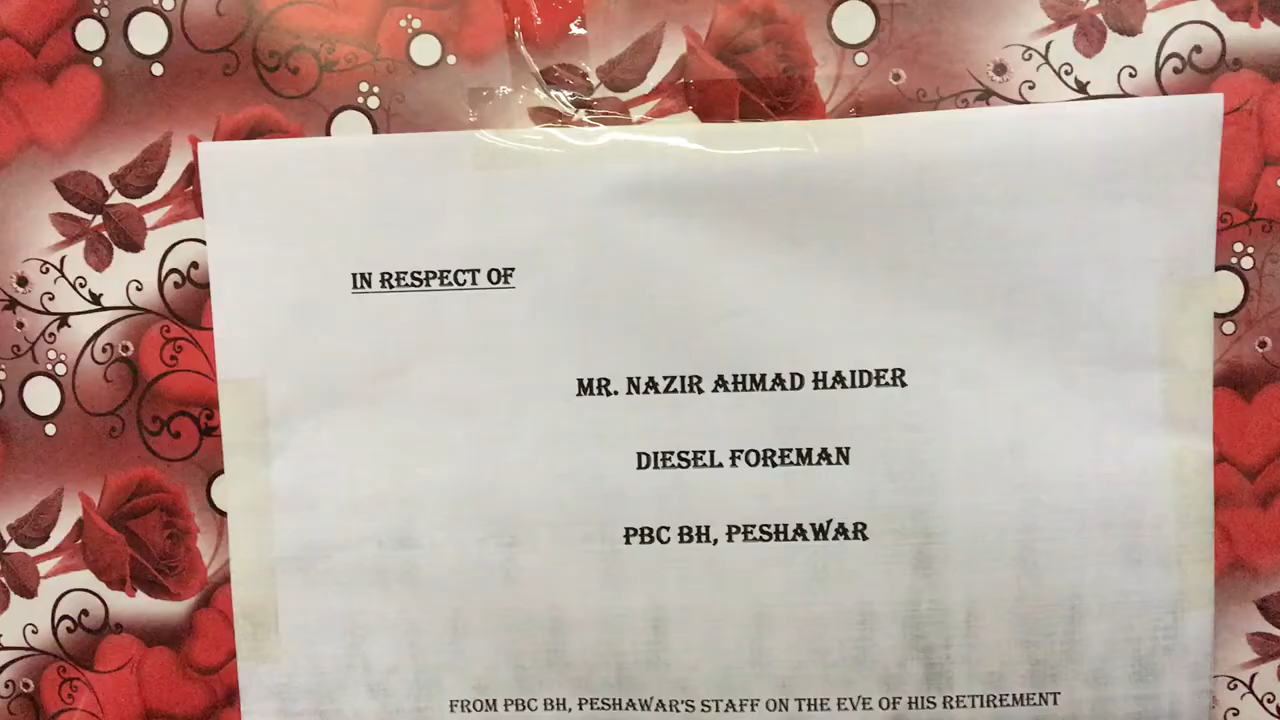 IN RESPECT OF
MR. NAZIR AHMAD HAIDER
DIESEL FOREMAN
PBC BH, PESHAWAR
FROM PBC BH, PESHAWAR'S STAFF ON THE EVE OF HIS RETIREMENT